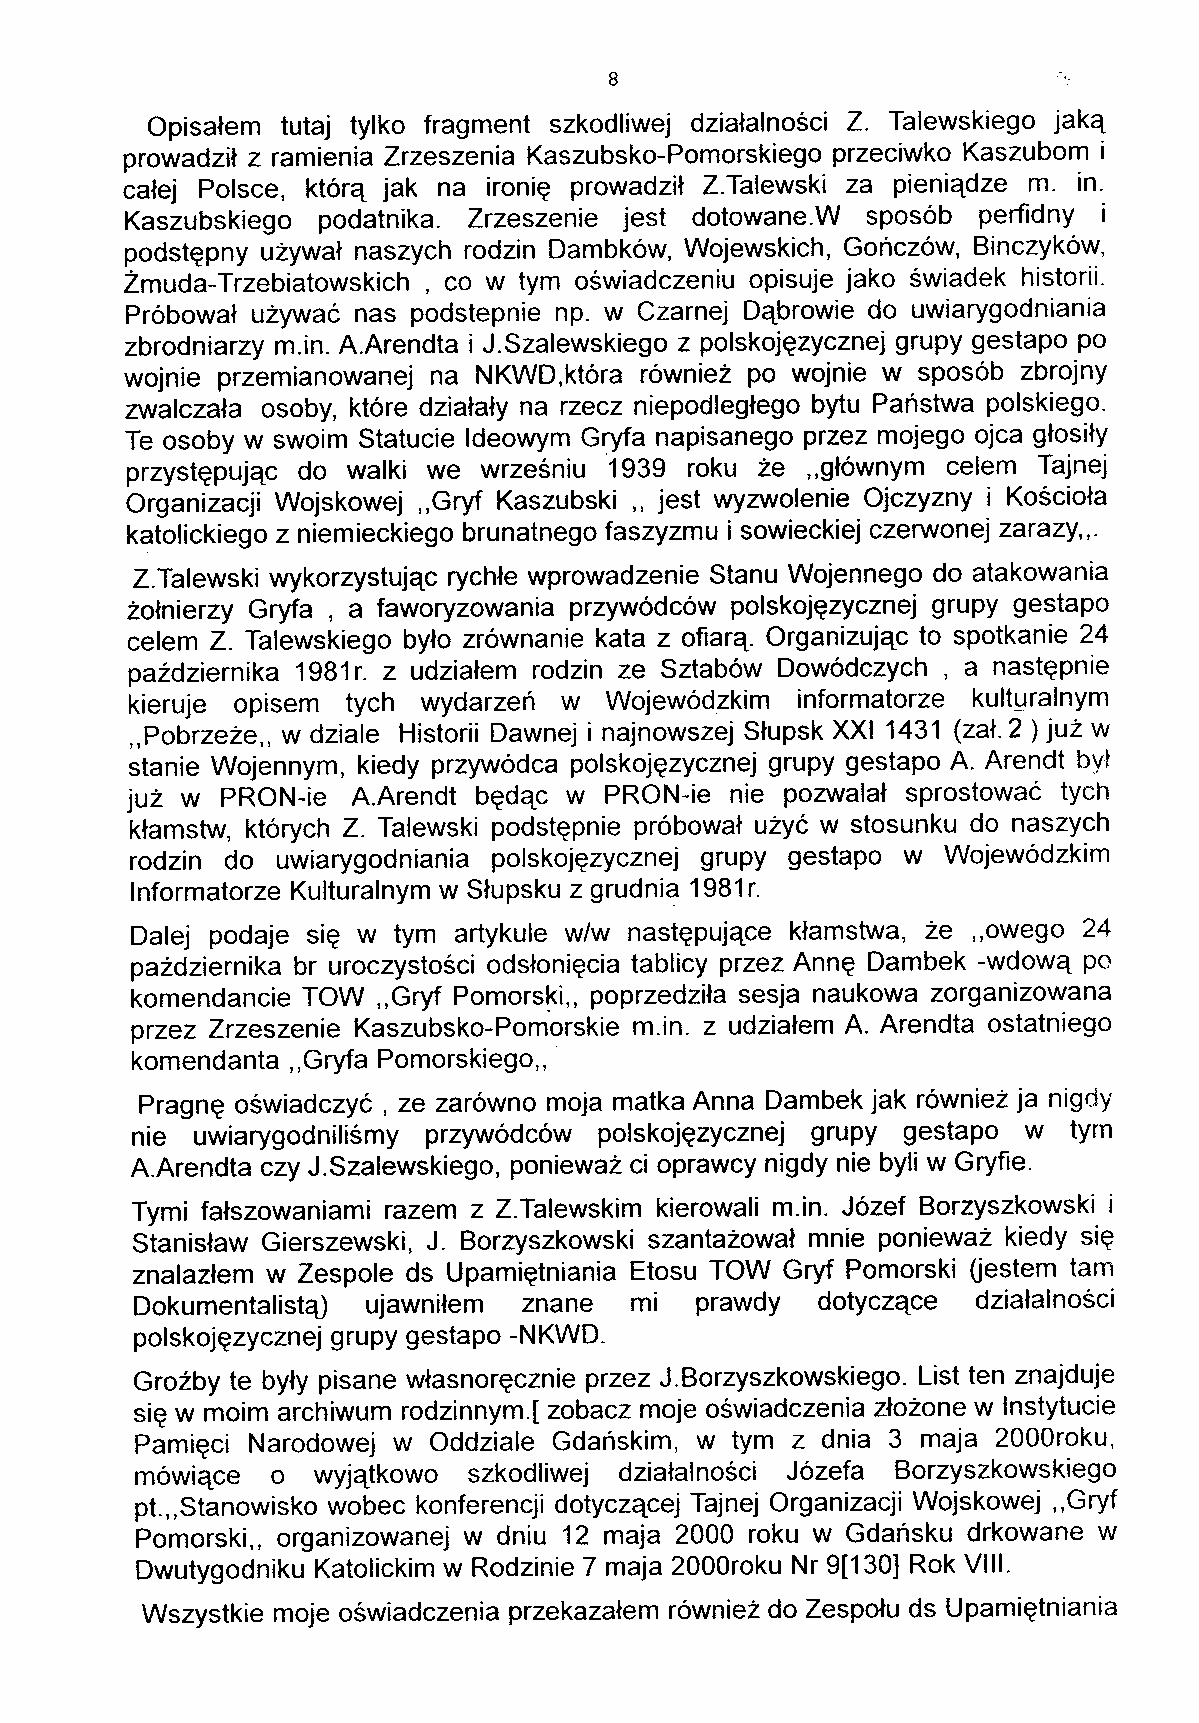 8
Opisałem tutaj tylko fragment szkodliwej działalności Z. Talewskiego jaką
prowadził z ramienia Zrzeszenia Kaszubsko-Pomorskiego przeciwko Kaszubom i
całej Polsce, którą jak na ironię prowadził Z.Talewski za pieniądze m. in.
Kaszubskiego podatnika. Zrzeszenie jest dotowane.W sposób perfidny i
podstępny używał naszych rodzin Dambków, Wojewskich, Gończów, Binczyków,
Żmuda-Trzebiatowskich , co w tym oświadczeniu opisuje jako świadek historii.
Próbował używać nas podstepnie np. w Czarnej Dąbrowie do uwiarygodniania
zbrodniarzy m.in. A.Arendta i J.Szalewskiego z polskojęzycznej grupy gestapo po
wojnie przemianowanej na NKWD,która również po wojnie w sposób zbrojny
zwalczała osoby, które działały na rzecz niepodległego bytu Państwa polskiego.
Te osoby w swoim Statucie Ideowym Gryfa napisanego przez mojego ojca głosiły
przystępując do walki we wrześniu 1939 roku że ,,głównym celem Tajnej
Organizacji Wojskowej ,,Gryf Kaszubski ,, jest wyzwolenie Ojczyzny i Kościoła
katolickiego z niemieckiego brunatnego faszyzmu i sowieckiej czerwonej zarazy,,.
Z.Talewski wykorzystując rychłe wprowadzenie Stanu Wojennego do atakowania
żołnierzy Gryfa , a faworyzowania przywódców polskojęzycznej grupy gestapo
celem Z. Talewskiego było zrównanie kata z ofiarą. Organizując to spotkanie 24
października 1981r. z udziałem rodzin ze Sztabów Dowódczych , a następnie
kieruje opisem tych wydarzeń w Wojewódzkim informatorze kulturalnym
,,Pobrzeże,, w dziale Historii Dawnej i najnowszej Słupsk XXI 1431 (zał. 2 ) już w
stanie Wojennym, kiedy przywódca polskojęzycznej grupy gestapo A. Arendt był
już w PRON-ie A.Arendt będąc w PRON-ie nie pozwalał sprostować tych
kłamstw, których Z. Talewski podstępnie próbował użyć w stosunku do naszych
rodzin do uwiarygodniania polskojęzycznej grupy gestapo w Wojewódzkim
Informatorze Kulturalnym w Słupsku z grudnia 1981r.
Dalej podaje się w tym artykule w/w następujące kłamstwa, że ,,owego 24
października br uroczystości odsłonięcia tablicy przez Annę Dambek -wdową po
komendancie TOW ,,Gryf Pomorski,, poprzedziła sesja naukowa zorganizowana
przez Zrzeszenie Kaszubsko-Pomorskie m.in. z udziałem A. Arendta ostatniego
komendanta ,,Gryfa Pomorskiego,,
Pragnę oświadczyć , ze zarówno moja matka Anna Dambek jak również ja nigdy
nie uwiarygodniliśmy przywódców polskojęzycznej grupy gestapo w tym
A.Arendta czy J.Szalewskiego, ponieważ ci oprawcy nigdy nie byli w Gryfie.
Tymi fałszowaniami razem z Z.Talewskim kierowali m.in. Józef Borzyszkowski i
Stanisław Gierszewski, J. Borzyszkowski szantażował mnie ponieważ kiedy się
znalazłem w Zespole ds Upamiętniania Etosu TOW Gryf Pomorski (jestem tam
Dokumentalistą) ujawniłem znane mi prawdy dotyczące działalności
polskojęzycznej grupy gestapo -NKWD.
Groźby te były pisane własnoręcznie przez J.Borzyszkowskiego. List ten znajduje
się w moim archiwum rodzinnym.[ zobacz moje oświadczenia złożone w Instytucie
Pamięci Narodowej w Oddziale Gdańskim, w tym z dnia 3 maja 2000roku,
mówiące o wyjątkowo szkodliwej działalności Józefa Borzyszkowskiego
pt.,,Stanowisko wobec konferencji dotyczącej Tajnej Organizacji Wojskowej ,,Gryf
Pomorski,, organizowanej w dniu 12 maja 2000 roku w Gdańsku drkowane w
Dwutygodniku Katolickim w Rodzinie 7 maja 2000roku Nr 9[130] Rok VIII.
Wszystkie moje oświadczenia przekazałem również do Zespołu ds Upamiętniania